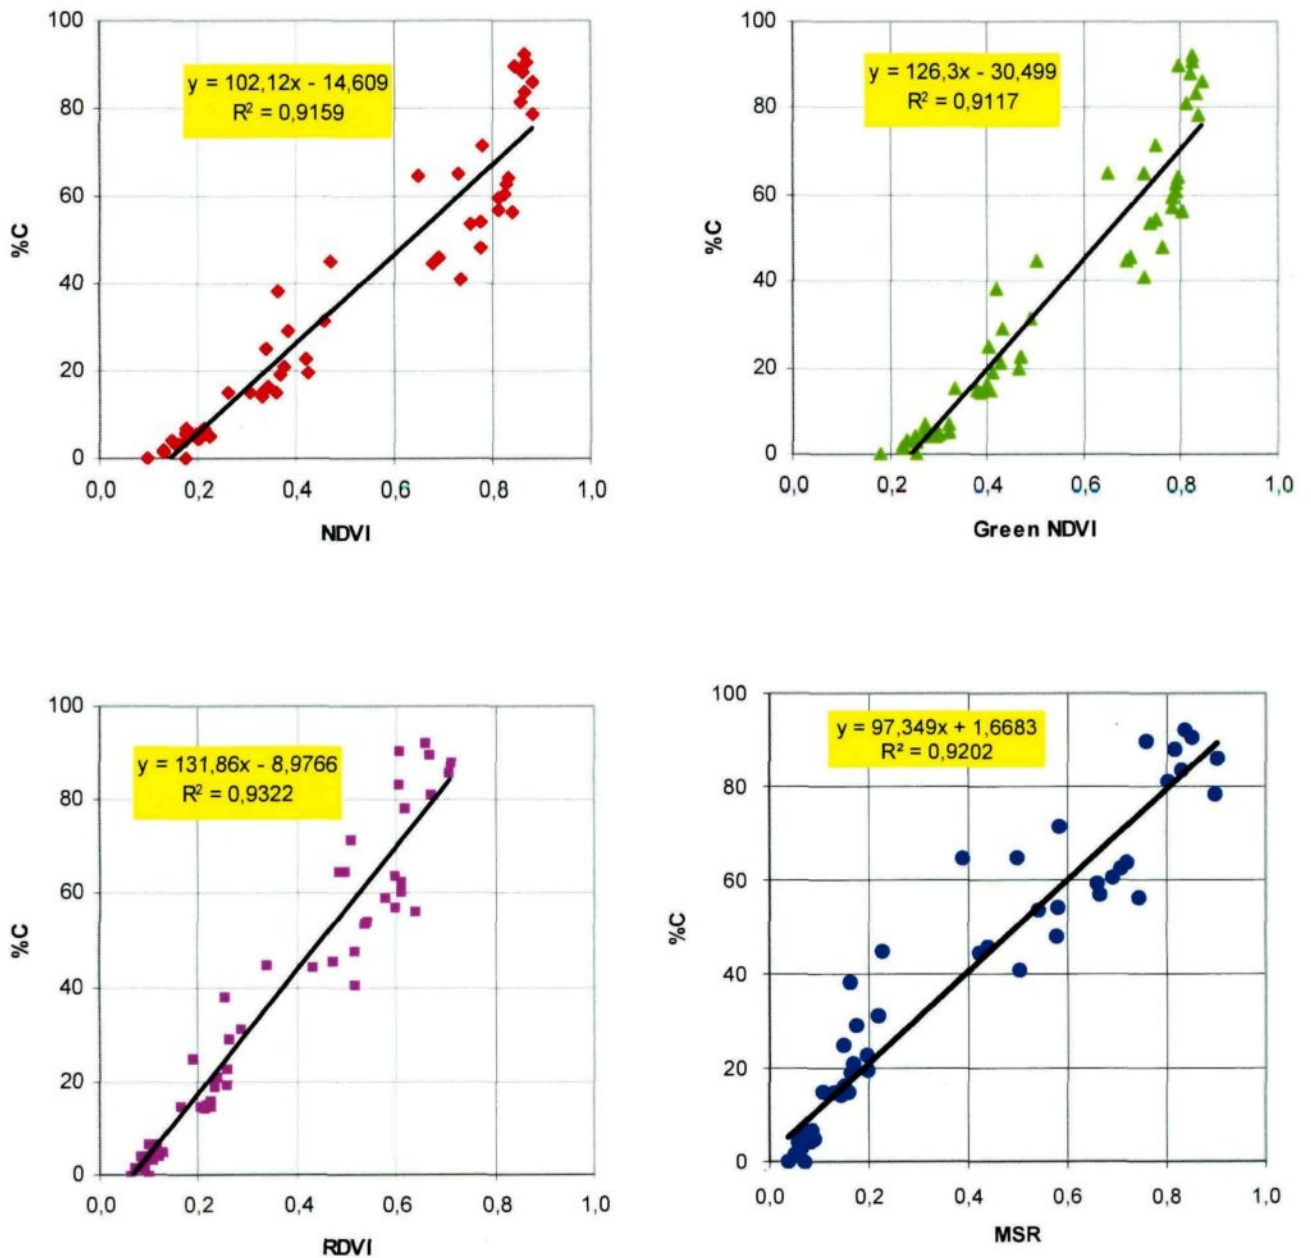 100
80
60
40
20
0
%C
y = 102,12x - 14,609
R² = 0,9159
0,0 0,2 0,4 0,6 0,8 1,0
NDVI
100
80
60
40
20
0
%C
y = 126,3x - 30,499
R² = 0,9117
0,0 0,2 0,4 0,6 0,8 1,0
Green NDVI
100
80
60
40
20
0
%C
y = 131,86x - 8,9766
R² = 0,9322
0,0 0,2 0,4 0,6 0,8 1,0
RDVI
100
80
60
40
20
0
%C
y = 97,349x + 1,6683
R² = 0,9202
0,0 0,2 0,4 0,6 0,8 1,0
MSR